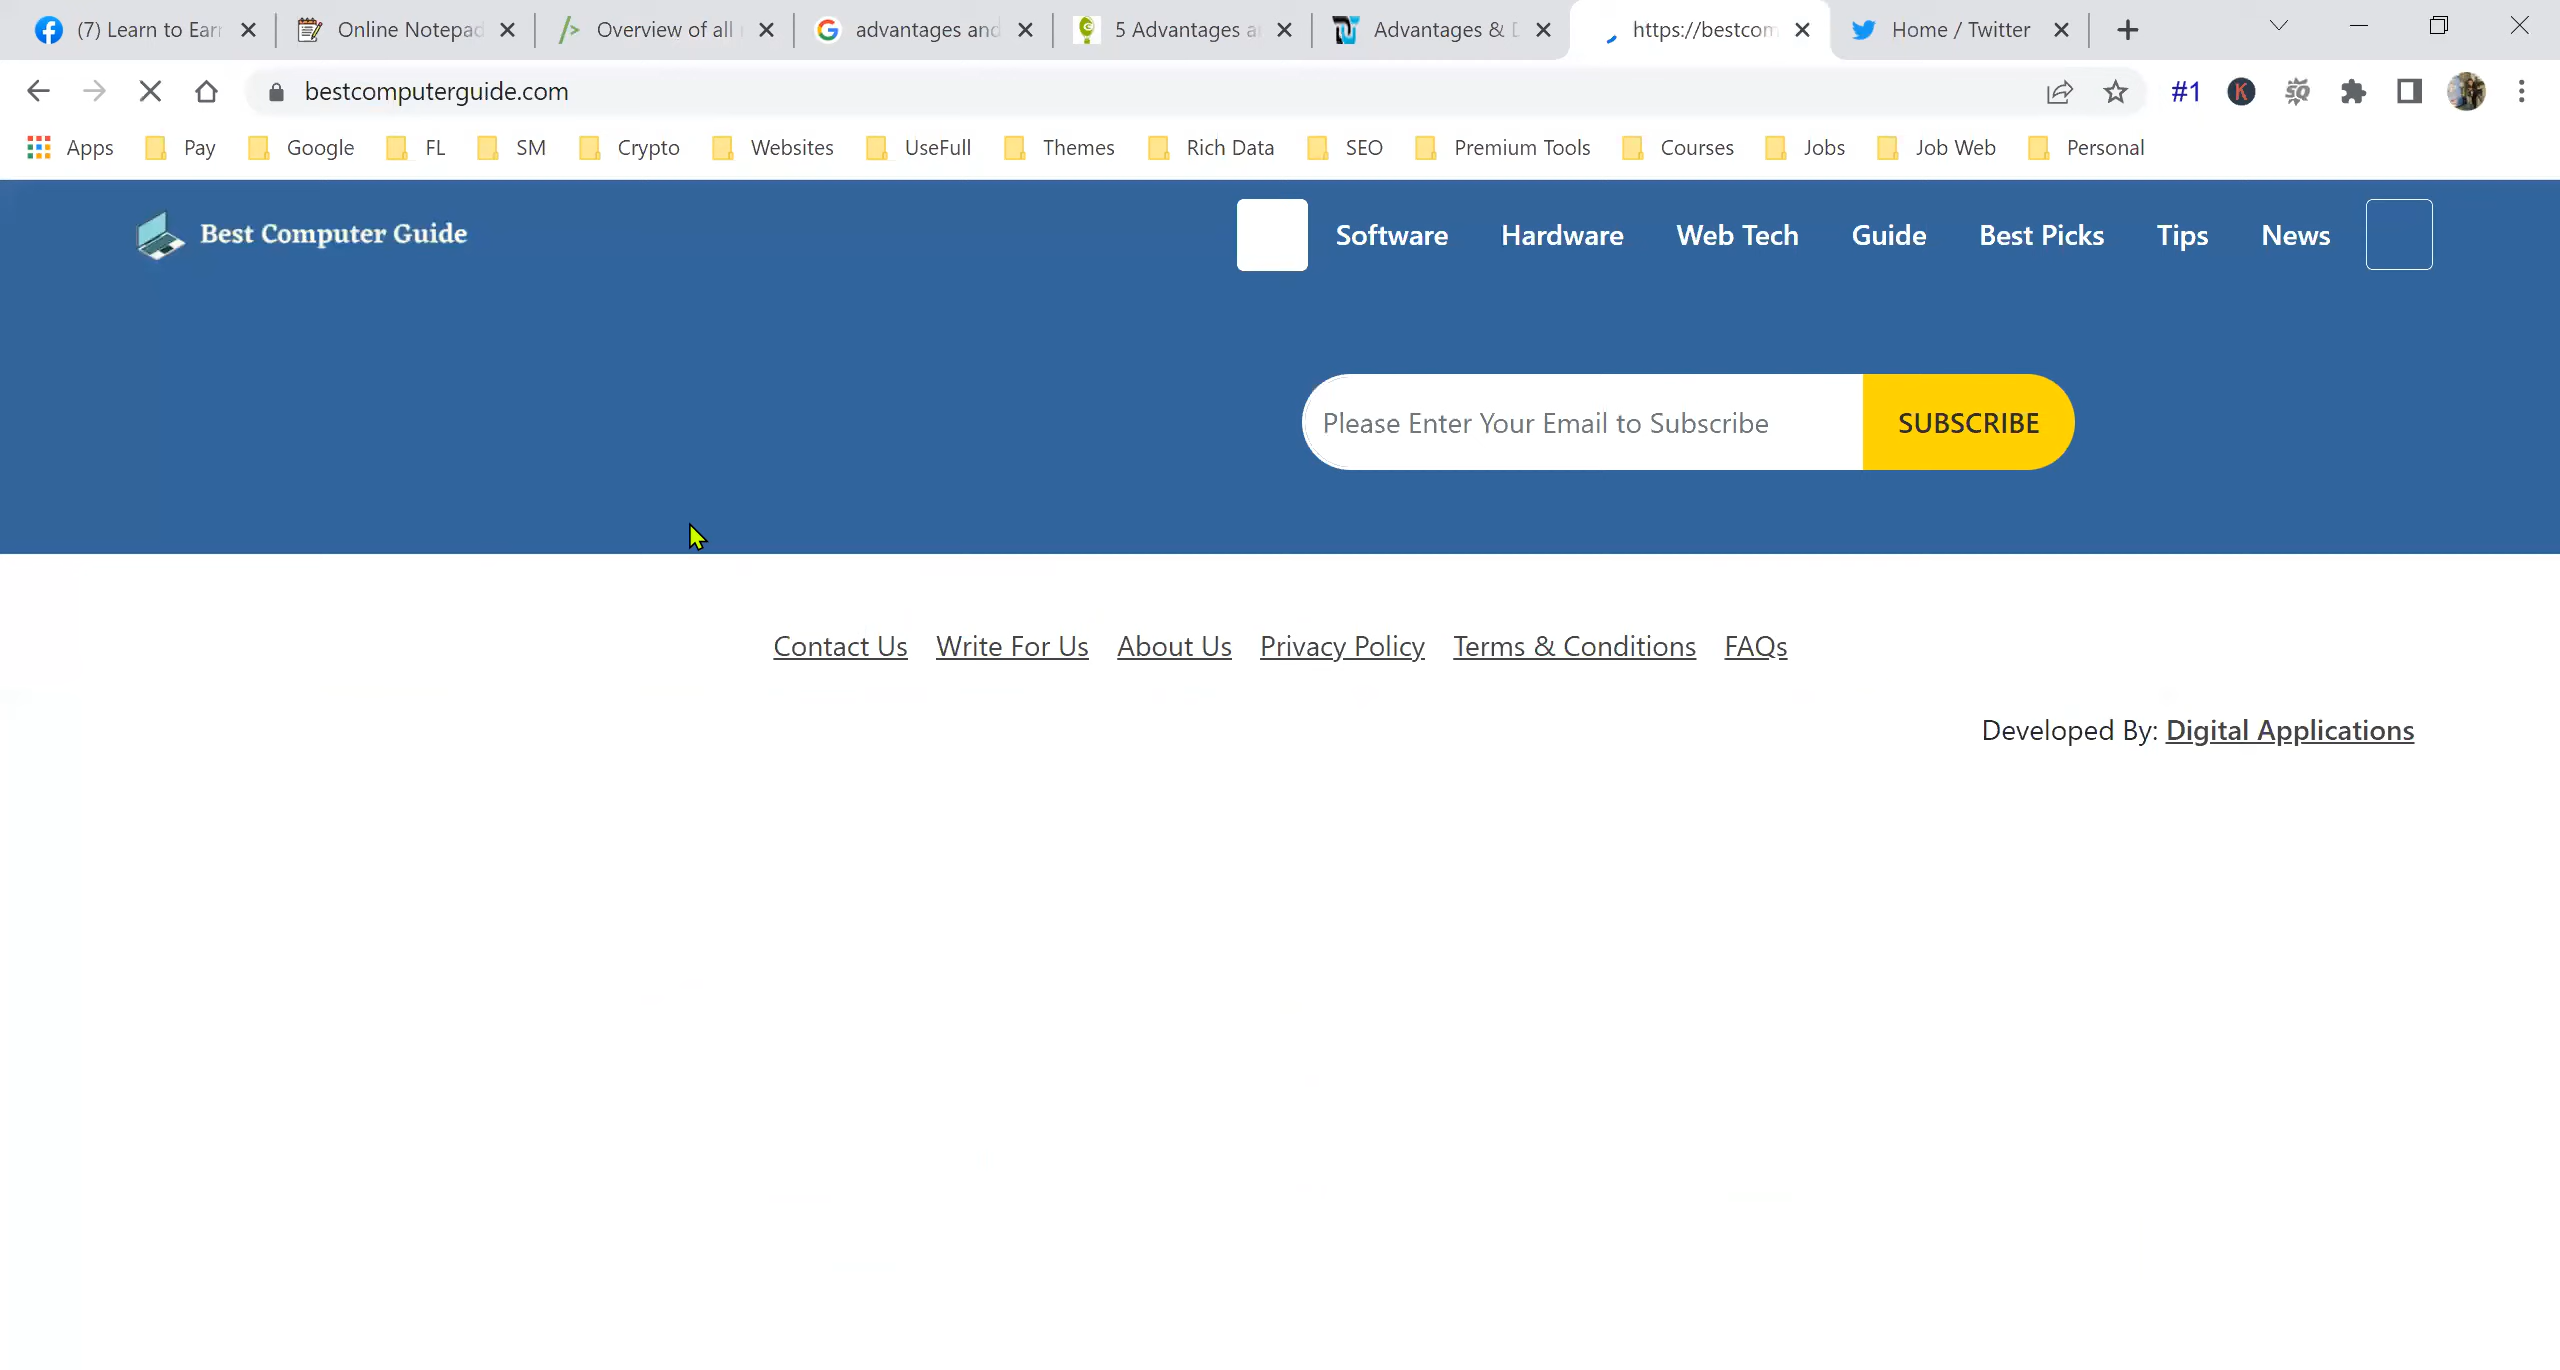 (7) Learn to Earn
Online Notepad
Overview of all
advantages and
5 Advantages a
Advantages & D
https://bestcom
Home / Twitter
bestcomputerguide.com
#1
K
SQ
Apps
Pay
Google
FL
SM
Crypto
Websites
UseFull
Themes
Rich Data
SEO
Premium Tools
Courses
Jobs
Job Web
Personal
Best Computer Guide
Software
Hardware
Web Tech
Guide
Best Picks
Tips
News
Please Enter Your Email to Subscribe
SUBSCRIBE
Contact Us
Write For Us
About Us
Privacy Policy
Terms & Conditions
FAQs
Developed By: Digital Applications